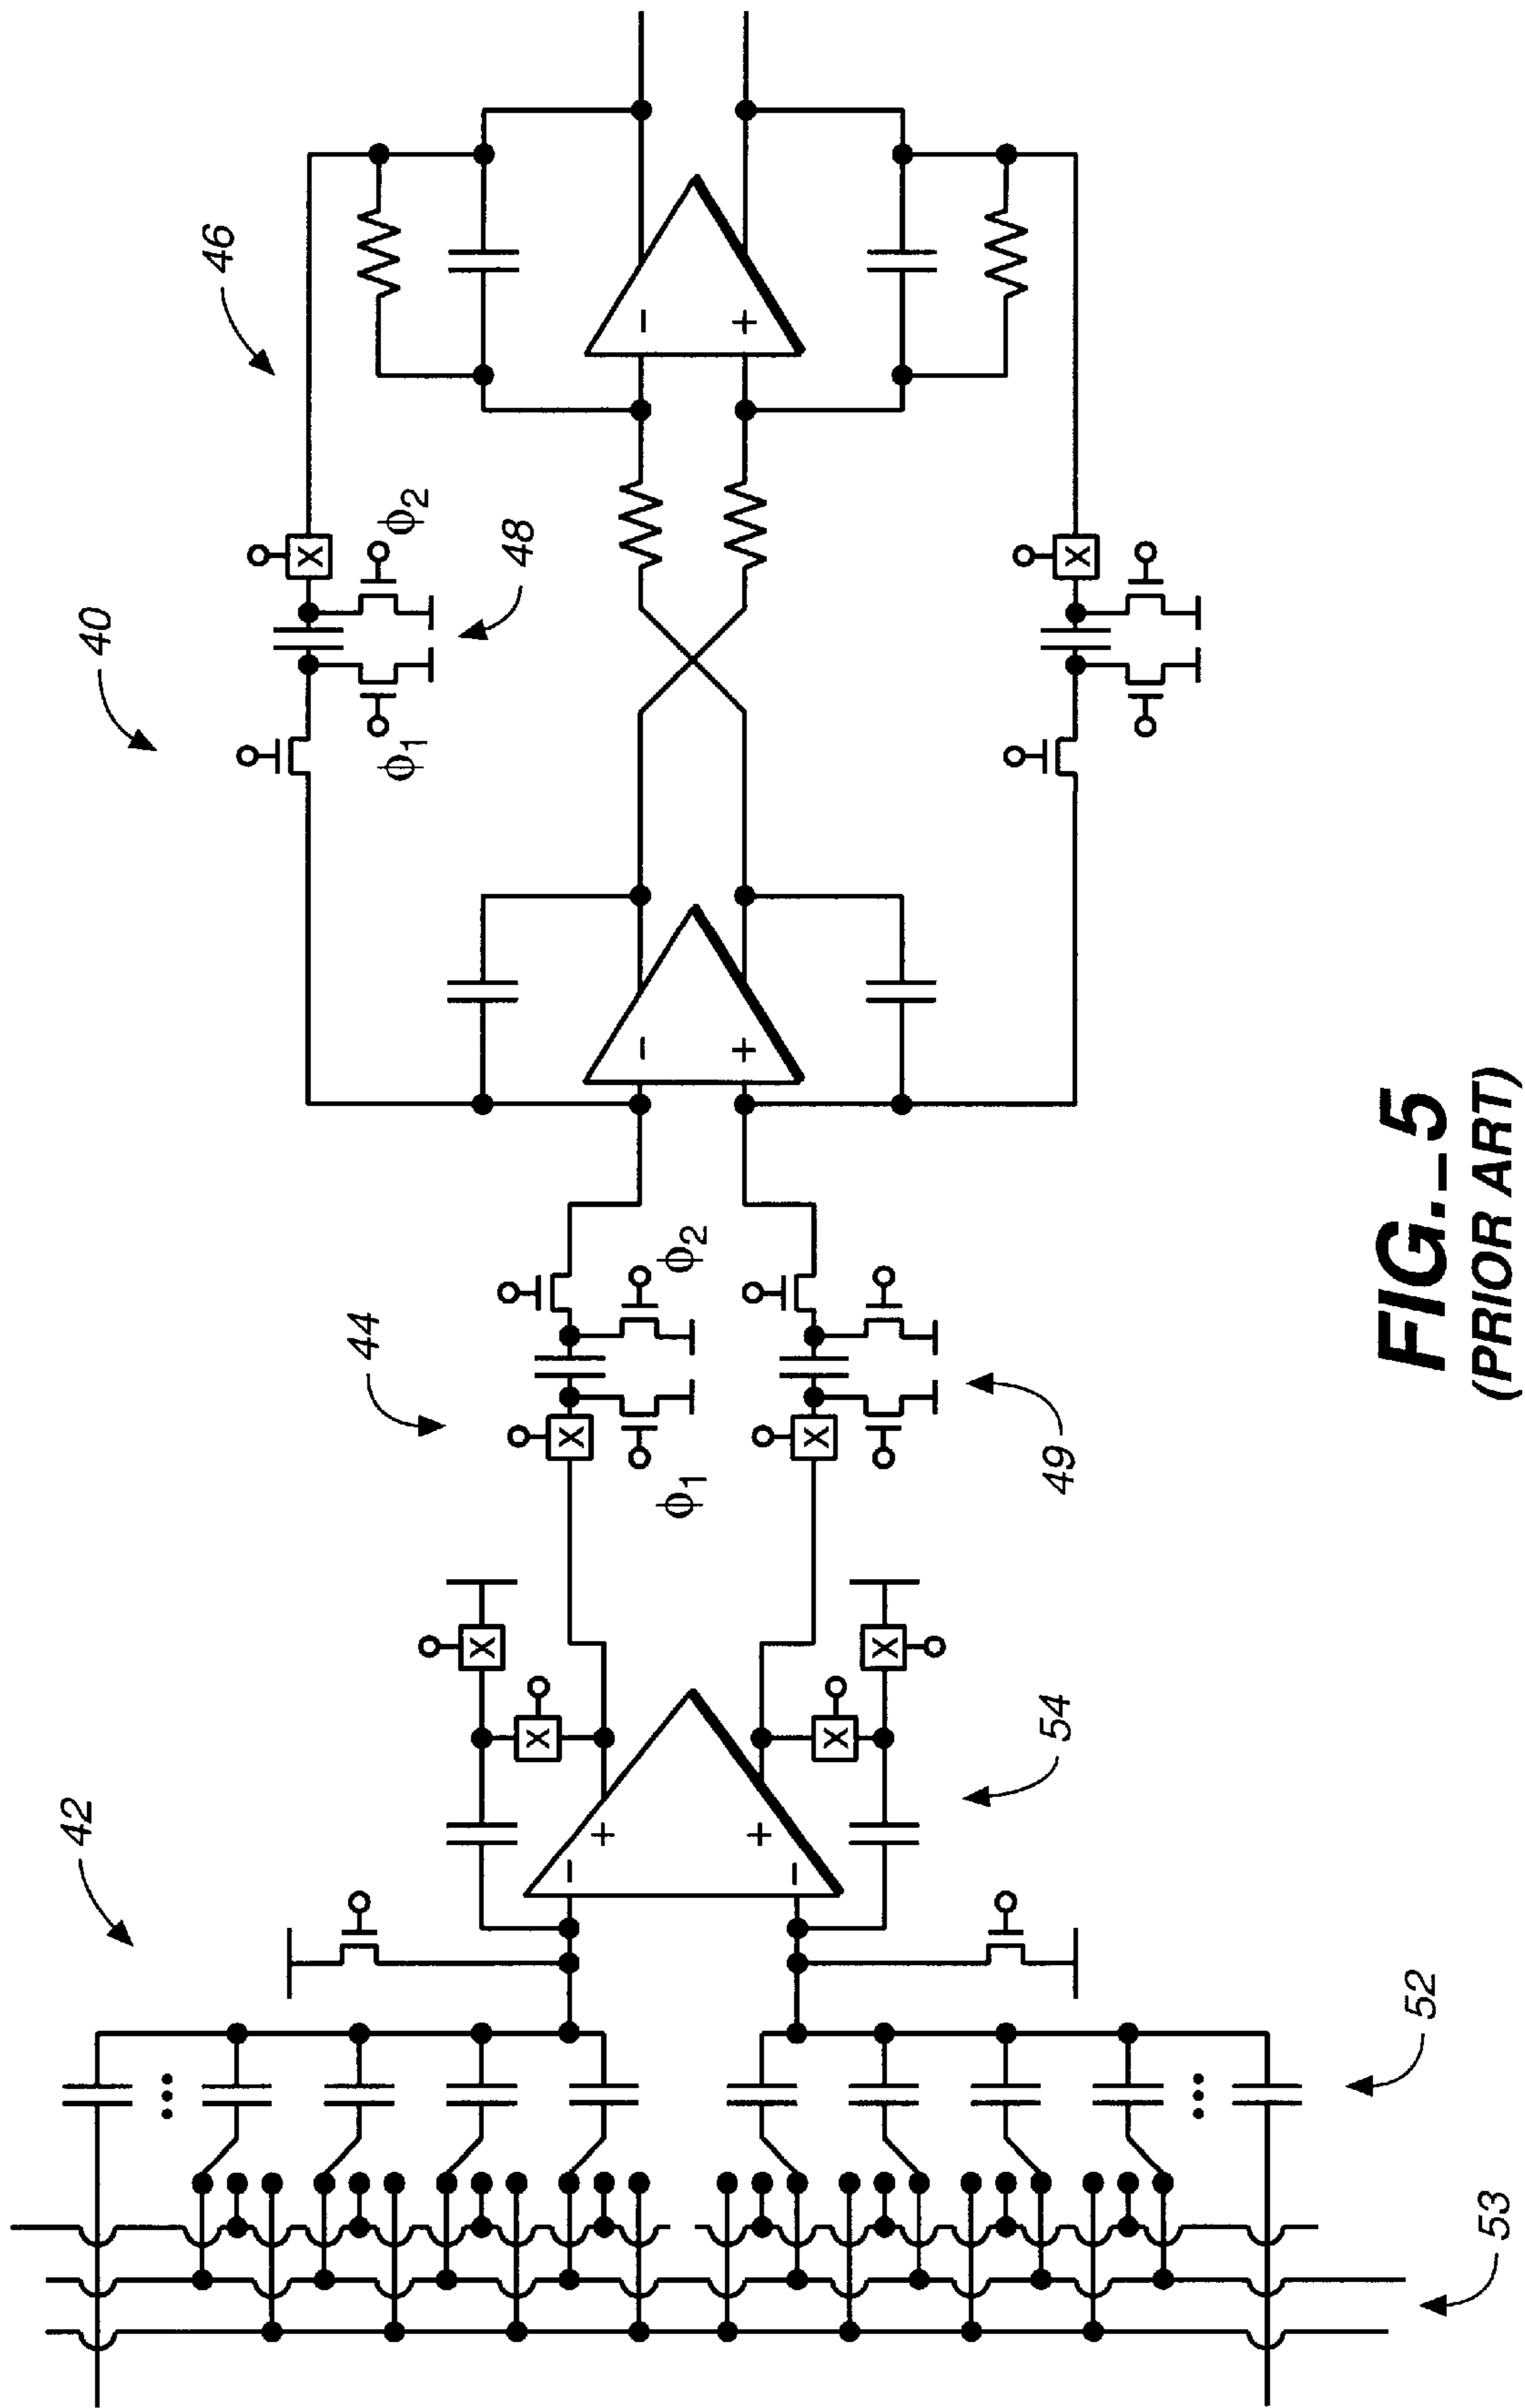 40
46
φ2
48
φ1
44
φ2
φ1
49
42
54
52
53
-
+
-
+
-
+
+
-
X
X
X
X
X
X
X
X
FIG._5
(PRIOR ART)